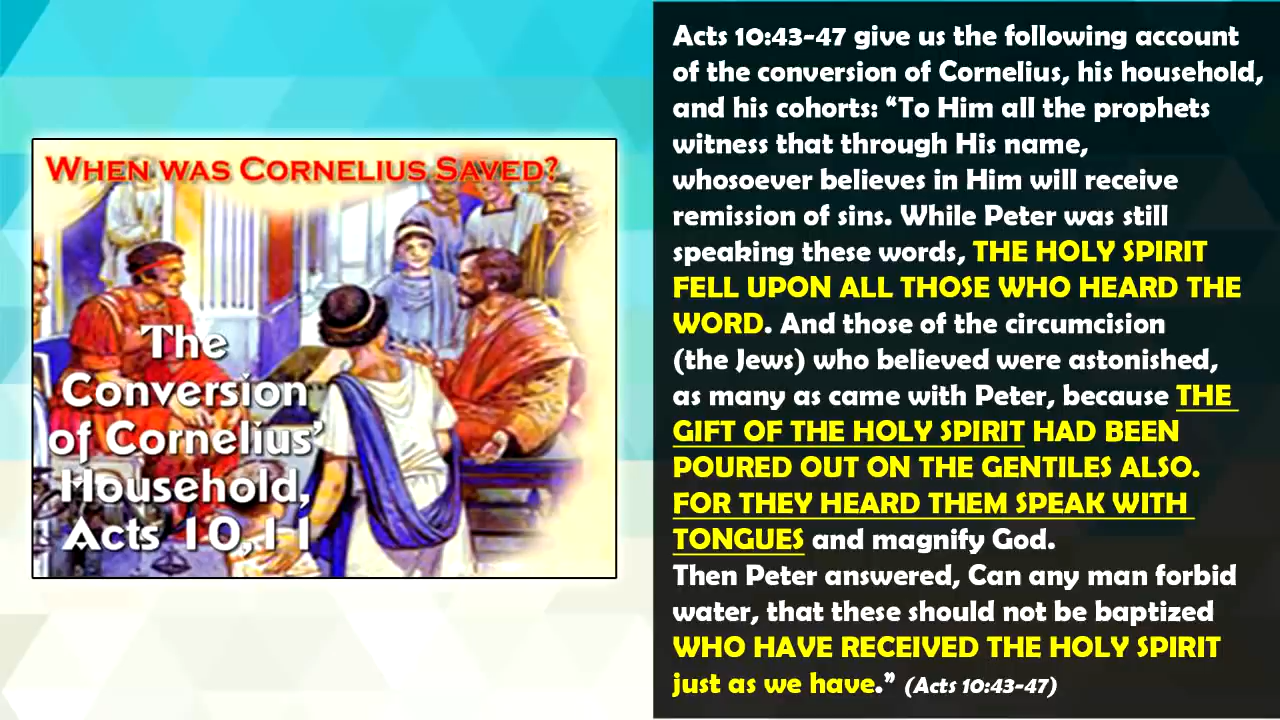 WHEN WAS CORNELIUS SAVED?
The
Conversion
of Cornelius'
Household,
Acts 10,11
Acts 10:43-47 give us the following account
of the conversion of Cornelius, his household,
and his cohorts: “To Him all the prophets
witness that through His name,
whosoever believes in Him will receive
remission of sins. While Peter was still
speaking these words, THE HOLY SPIRIT
FELL UPON ALL THOSE WHO HEARD THE
WORD. And those of the circumcision
(the Jews) who believed were astonished,
as many as came with Peter, because THE
GIFT OF THE HOLY SPIRIT HAD BEEN
POURED OUT ON THE GENTILES ALSO.
FOR THEY HEARD THEM SPEAK WITH
TONGUES and magnify God.
Then Peter answered, Can any man forbid
water, that these should not be baptized
WHO HAVE RECEIVED THE HOLY SPIRIT
just as we have.” (Acts 10:43-47)